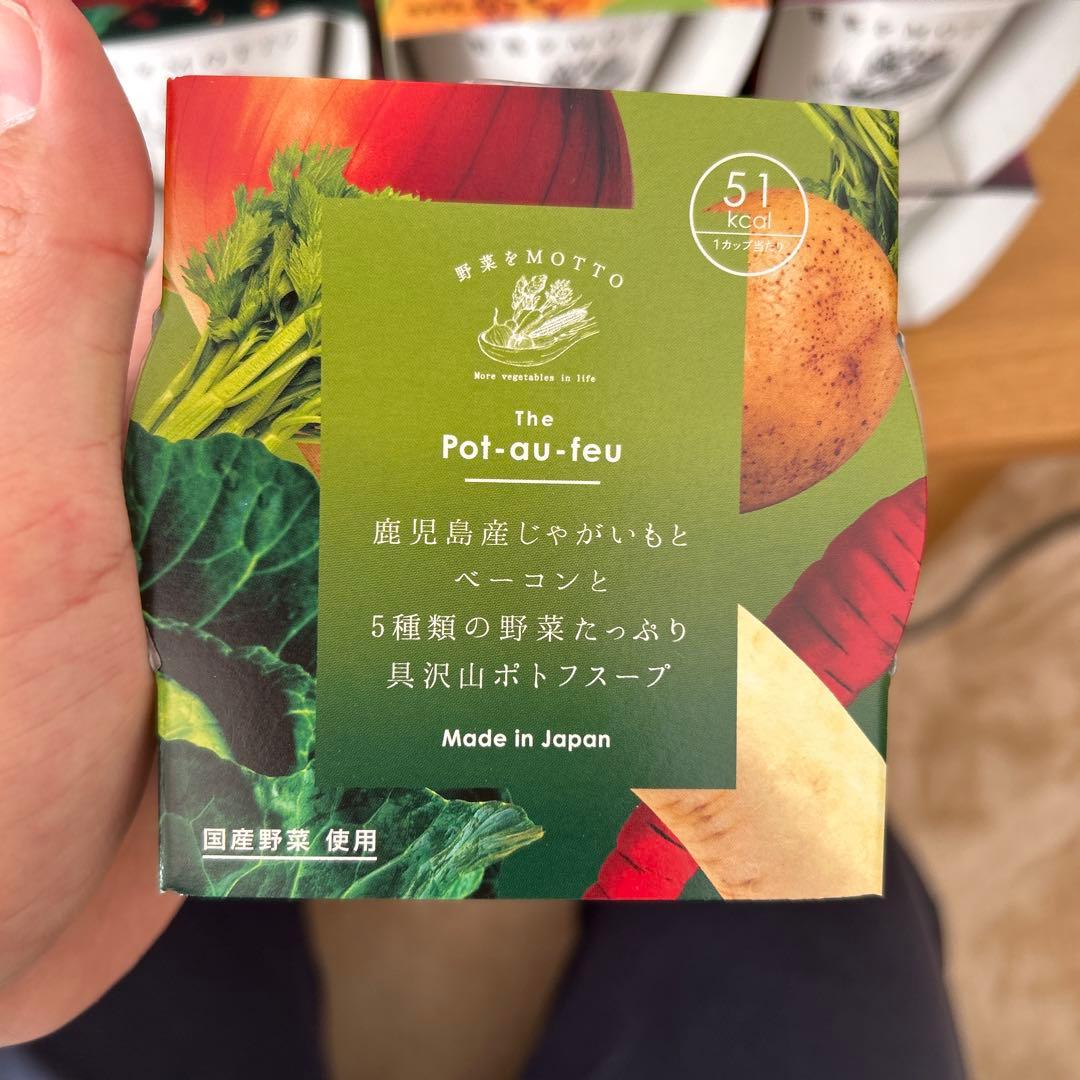 51
kcal
1カップ当たり
野菜をMOTTO
More vegetables in life
The
Pot-au-feu
鹿児島産じゃがいもと
ベーコンと
5種類の野菜たっぷり
具沢山ポトフスープ
Made in Japan
国産野菜 使用